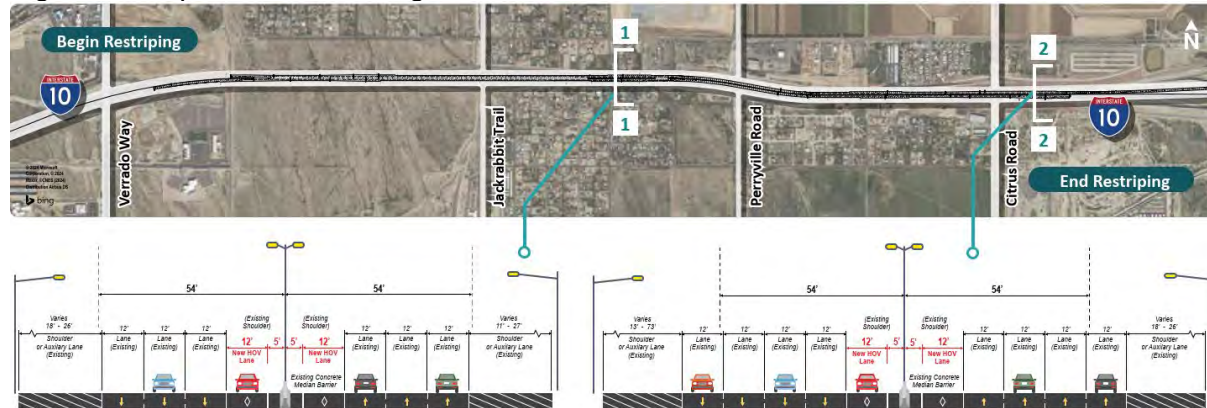 Begin Restriping
INTERSTATE
10
Verrado Way
Jackrabbit Trail
1
1
Perryville Road
Citrus Road
2
2
N
INTERSTATE
10
End Restriping
bing
54'
54'
Varies
18' - 26'
Shoulder
or Auxilary Lane
(Existing)
12'
Lane
(Existing)
12'
Lane
(Existing)
12'
Lane
(Existing)
(Existing
Shoulder)
12'
New HOV
Lane
5'
(Existing
Shoulder)
5'
12'
New HOV
Lane
Existing Concrete
Median Barrier
12'
Lane
(Existing)
12'
Lane
(Existing)
12'
Lane
(Existing)
Varies
11' - 27'
Shoulder
or Auxilary Lane
(Existing)
54'
54'
Varies
13' - 73'
Shoulder
or Auxilary Lane
(Existing)
12'
Lane
(Existing)
12'
Lane
(Existing)
12'
Lane
(Existing)
12'
Lane
(Existing)
(Existing
Shoulder)
12'
New HOV
Lane
5'
(Existing
Shoulder)
5'
12'
New HOV
Lane
Existing Concrete
Median Barrier
12'
Lane
(Existing)
12'
Lane
(Existing)
12'
Lane
(Existing)
12'
Lane
(Existing)
Varies
18' - 26'
Shoulder
or Auxilary Lane
(Existing)